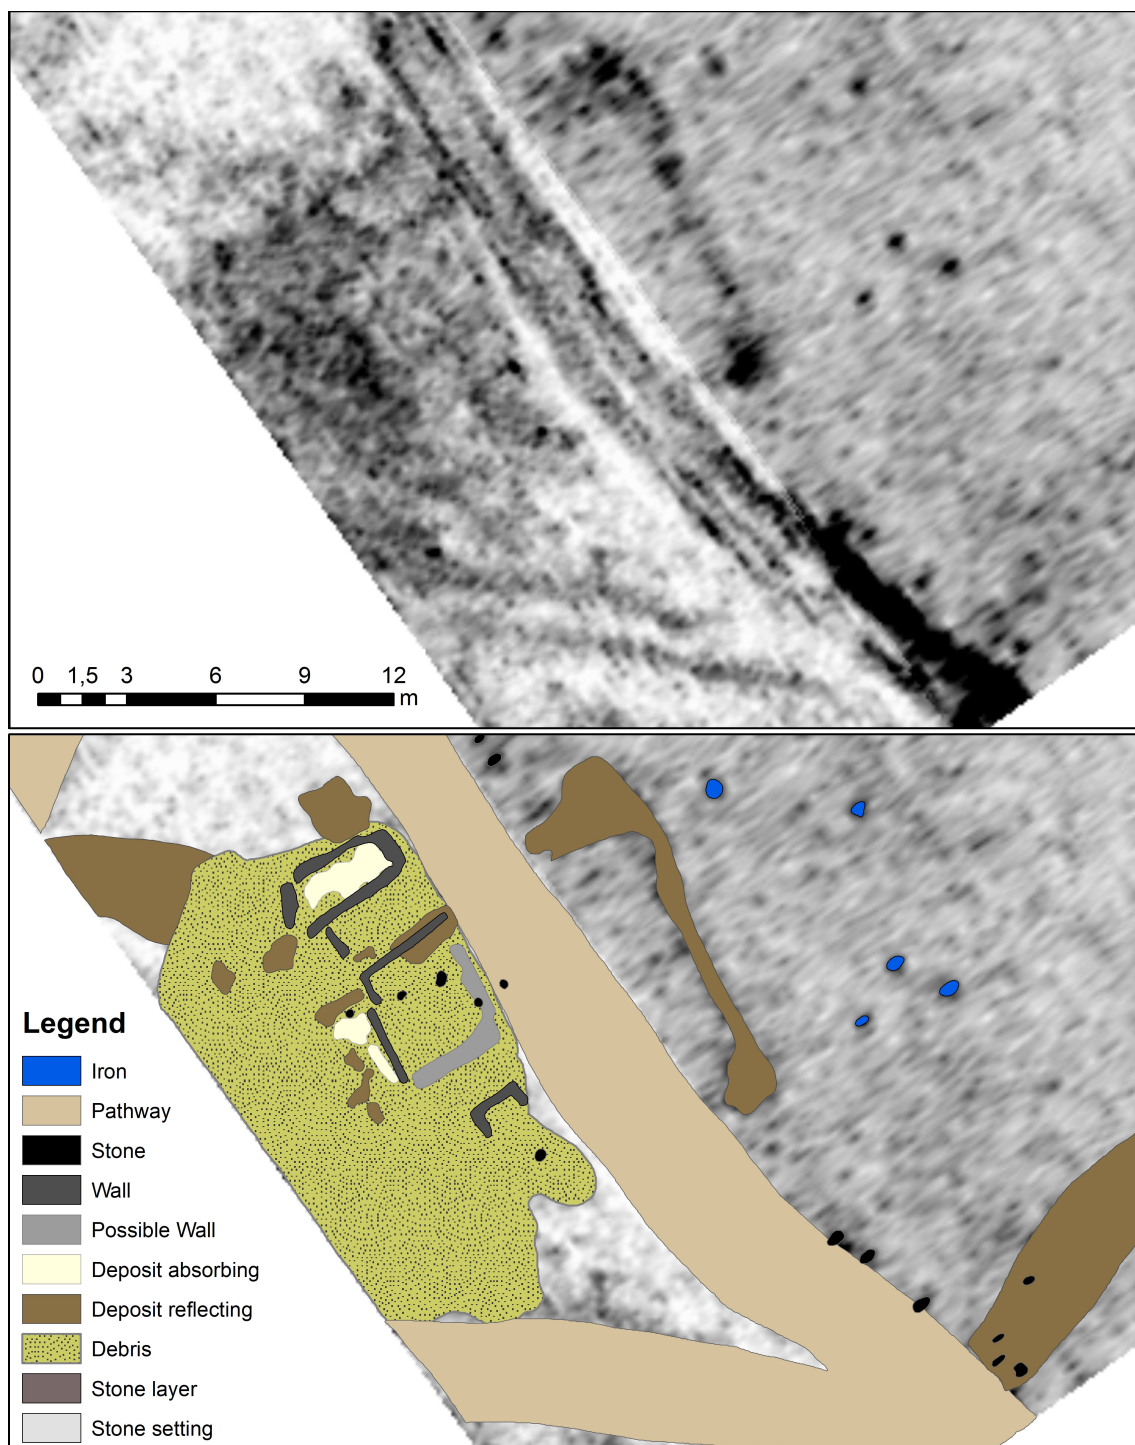 0 1,5 3 6 9 12
m
Legend
Iron
Pathway
Stone
Wall
Possible Wall
Deposit absorbing
Deposit reflecting
Debris
Stone layer
Stone setting